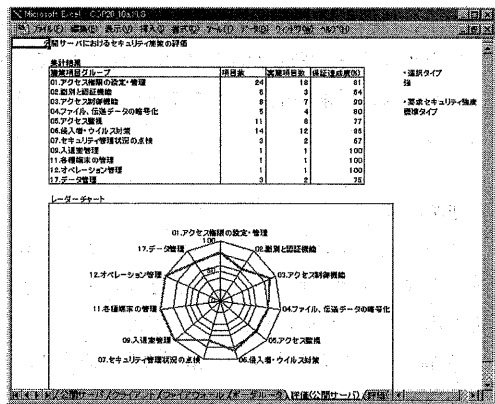 Microsoft Excel - CSP20_10a.XLS
ファイル(F) 編集(E) 表示(V) 挿入(I) 書式(O) ツール(T) データ(D) ウィンドウ(W) ヘルプ(H)
公開サーバにおけるセキュリティ施策の評価
集計結果
施策項目グループ 項目数 実施項目数 保証達成度(%)
01.アクセス権限の設定・管理 24 18 81
02.識別と認証機能 3 64
03.アクセス制御機能 8 7 90
04.ファイル、伝送データの暗号化 5 4 80
05.アクセス監視 11 8 77
06.侵入者・ウイルス対策 14 12 95
07.セキュリティ管理状況の点検 3 2 67
09.入退室管理 1 1 100
11.各種端末の管理 1 1 100
12.オペレーション管理 1 1 100
17.データ管理 3 2 75
・選択タイプ
強
・要求セキュリティ強度
標準タイプ
レーダーチャート
01.アクセス権限の設定・管理
100
02.識別と認証機能
03.アクセス制御機能
04.ファイル、伝送データの暗号化
05.アクセス監視
06.侵入者・ウイルス対策
07.セキュリティ管理状況の点検
09.入退室管理
11.各種端末の管理
12.オペレーション管理
17.データ管理
公開サーバ クライアント ファイアウォール ボーダルータ 評価(公開サーバ) 評価(